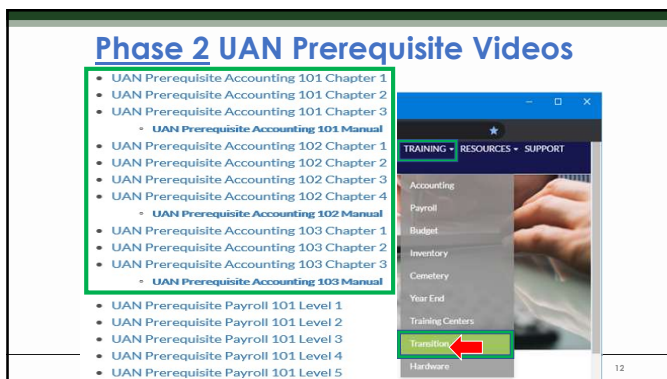 Phase 2 UAN Prerequisite Videos
• UAN Prerequisite Accounting 101 Chapter 1
• UAN Prerequisite Accounting 101 Chapter 2
• UAN Prerequisite Accounting 101 Chapter 3
◦ UAN Prerequisite Accounting 101 Manual
• UAN Prerequisite Accounting 102 Chapter 1
• UAN Prerequisite Accounting 102 Chapter 2
• UAN Prerequisite Accounting 102 Chapter 3
• UAN Prerequisite Accounting 102 Chapter 4
◦ UAN Prerequisite Accounting 102 Manual
• UAN Prerequisite Accounting 103 Chapter 1
• UAN Prerequisite Accounting 103 Chapter 2
• UAN Prerequisite Accounting 103 Chapter 3
◦ UAN Prerequisite Accounting 103 Manual
• UAN Prerequisite Payroll 101 Level 1
• UAN Prerequisite Payroll 101 Level 2
• UAN Prerequisite Payroll 101 Level 3
• UAN Prerequisite Payroll 101 Level 4
• UAN Prerequisite Payroll 101 Level 5
TRAINING RESOURCES SUPPORT
Accounting
Payroll
Budget
Inventory
Cemetery
Year End
Training Centers
Transition
Hardware
12